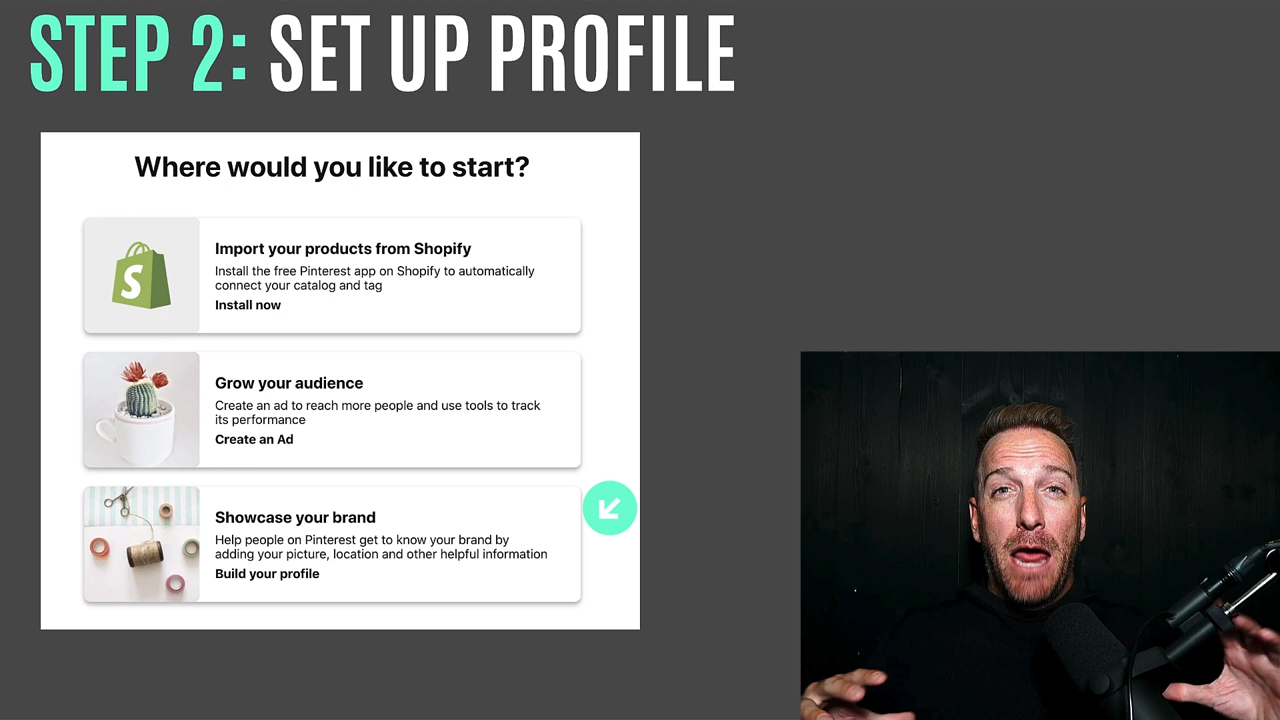 STEP 2: SET UP PROFILE
Where would you like to start?
Import your products from Shopify
Install the free Pinterest app on Shopify to automatically
connect your catalog and tag
Install now
Grow your audience
Create an ad to reach more people and use tools to track
its performance
Create an Ad
Showcase your brand
Help people on Pinterest get to know your brand by
adding your picture, location and other helpful information
Build your profile